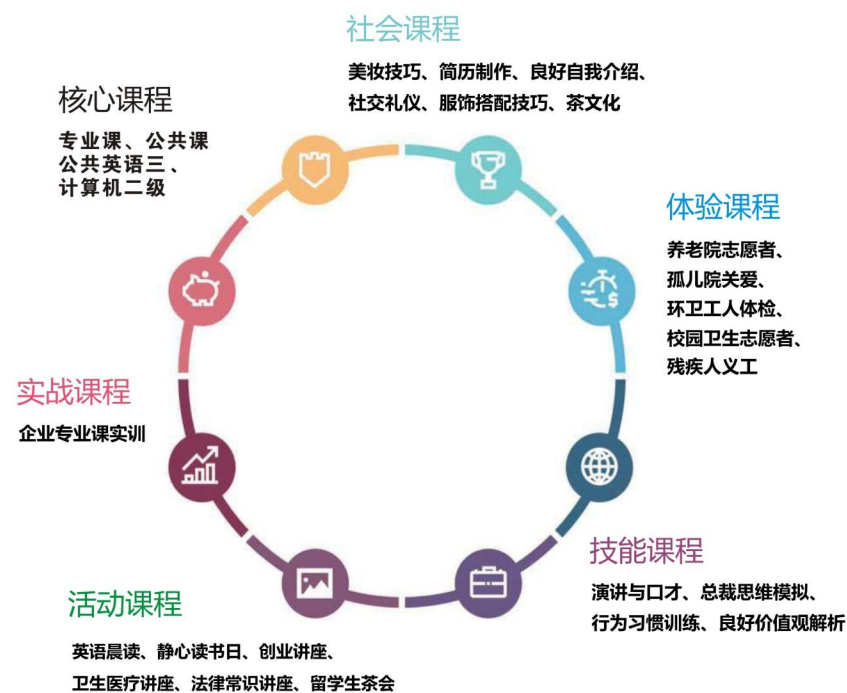 社会课程
美妆技巧、简历制作、良好自我介绍、
社交礼仪、服饰搭配技巧、茶文化
核心课程
专业课、公共课
公共英语三、
计算机二级
体验课程
养老院志愿者、
孤儿院关爱、
环卫工人体检、
校园卫生志愿者、
残疾人义工
实战课程
企业专业课实训
技能课程
演讲与口才、总裁思维模拟、
行为习惯训练、良好价值观解析
活动课程
英语晨读、静心读书日、创业讲座、
卫生医疗讲座、法律常识讲座、留学生茶会